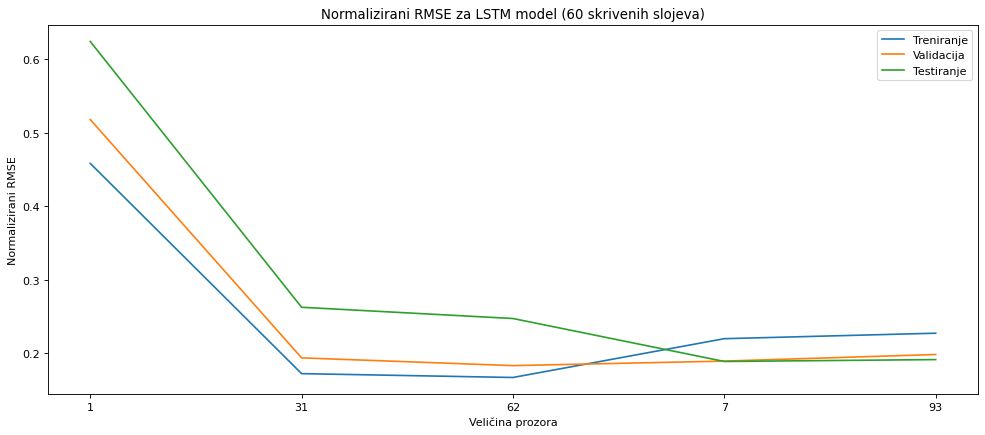 Normalizirani RMSE za LSTM model (60 skrivenih slojeva)
Treniranje
Validacija
Testiranje
Normalizirani RMSE
0.6
0.5
0.4
0.3
0.2
1
31
62
7
93
Veličina prozora